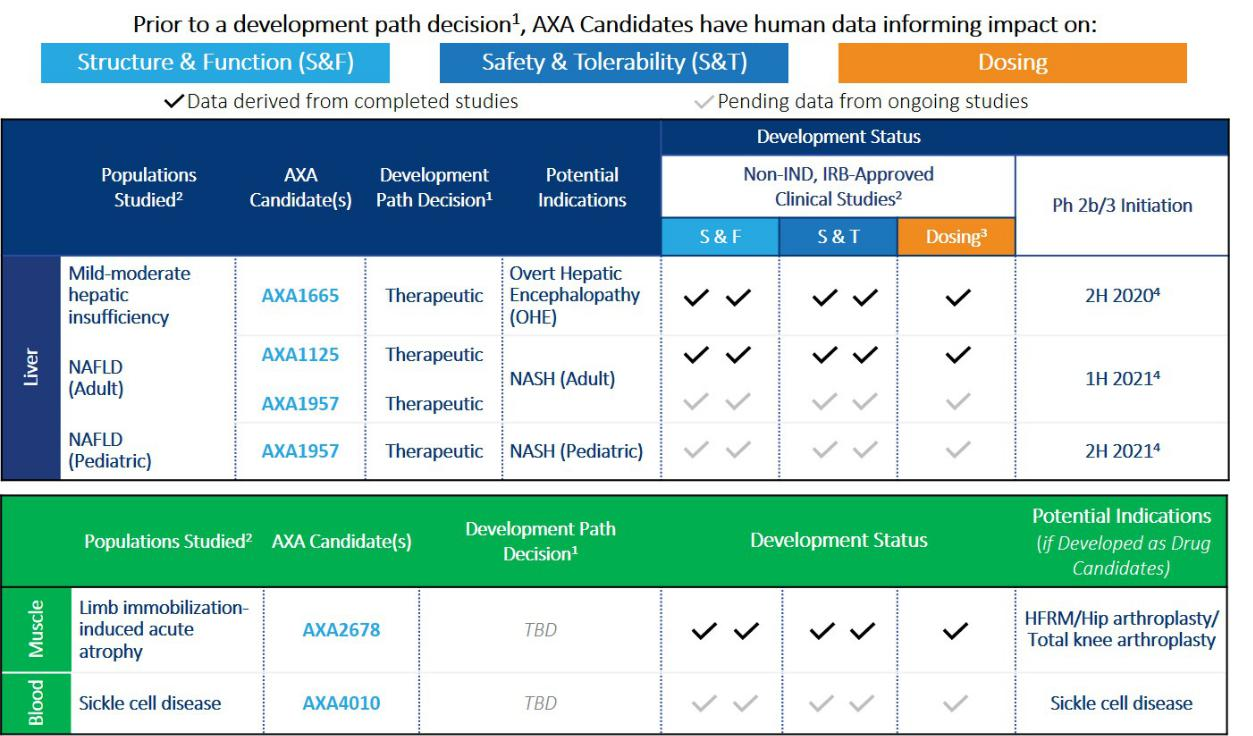 Prior to a development path decision¹, AXA Candidates have human data informing impact on:
Structure & Function (S&F)
Safety & Tolerability (S&T)
Dosing
Data derived from completed studies
Pending data from ongoing studies
Populations
Studied²
AXA
Candidate(s)
Development
Path Decision¹
Potential
Indications
Development Status
Non-IND, IRB-Approved
Clinical Studies²
S & F
S & T
Dosing³
Ph 2b/3 Initiation
Liver
Mild-moderate
hepatic
insufficiency
AXA1665
Therapeutic
Overt Hepatic
Encephalopathy
(OHE)
2H 2020⁴
NAFLD
(Adult)
AXA1125
Therapeutic
AXA1957
Therapeutic
NASH (Adult)
1H 2021⁴
NAFLD
(Pediatric)
AXA1957
Therapeutic
NASH (Pediatric)
2H 2021⁴
Populations Studied²
AXA Candidate(s)
Development Path
Decision¹
Development Status
Potential Indications
(if Developed as Drug
Candidates)
Muscle
Limb immobilization-
induced acute
atrophy
AXA2678
TBD
HFRM/Hip arthroplasty/
Total knee arthroplasty
Blood
Sickle cell disease
AXA4010
TBD
Sickle cell disease